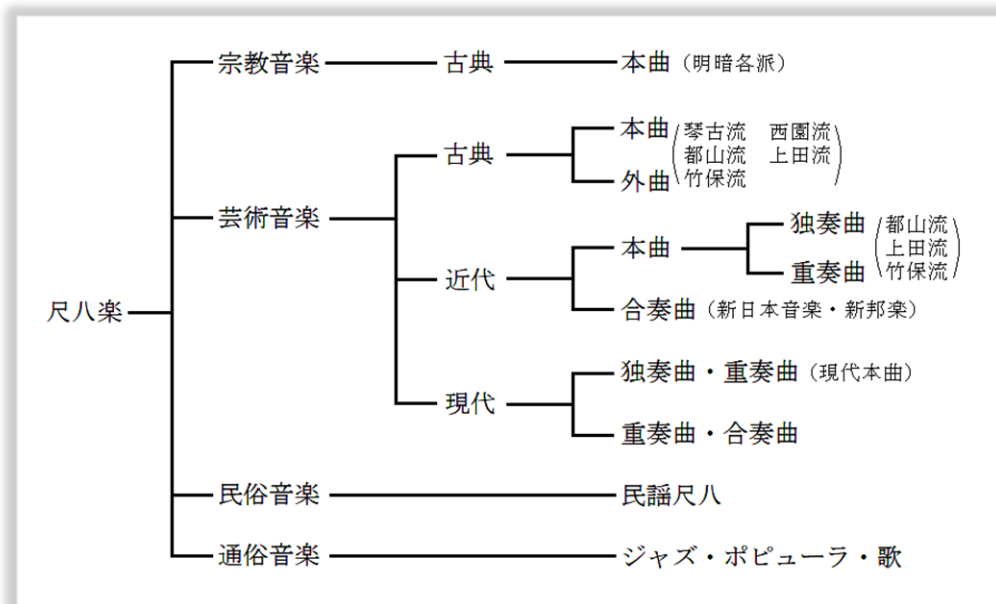 宗教音楽 古典 本曲（明暗各派）
本曲
琴古流 西園流
古典
都山流 上田流
外曲
竹保流
芸術音楽
独奏曲
都山流
本曲
上田流
重奏曲
竹保流
近代
尺八楽
合奏曲（新日本音楽・新邦楽）
独奏曲・重奏曲（現代本曲）
現代
重奏曲・合奏曲
民俗音楽 民謡尺八
通俗音楽 ジャズ・ポピューラ・歌